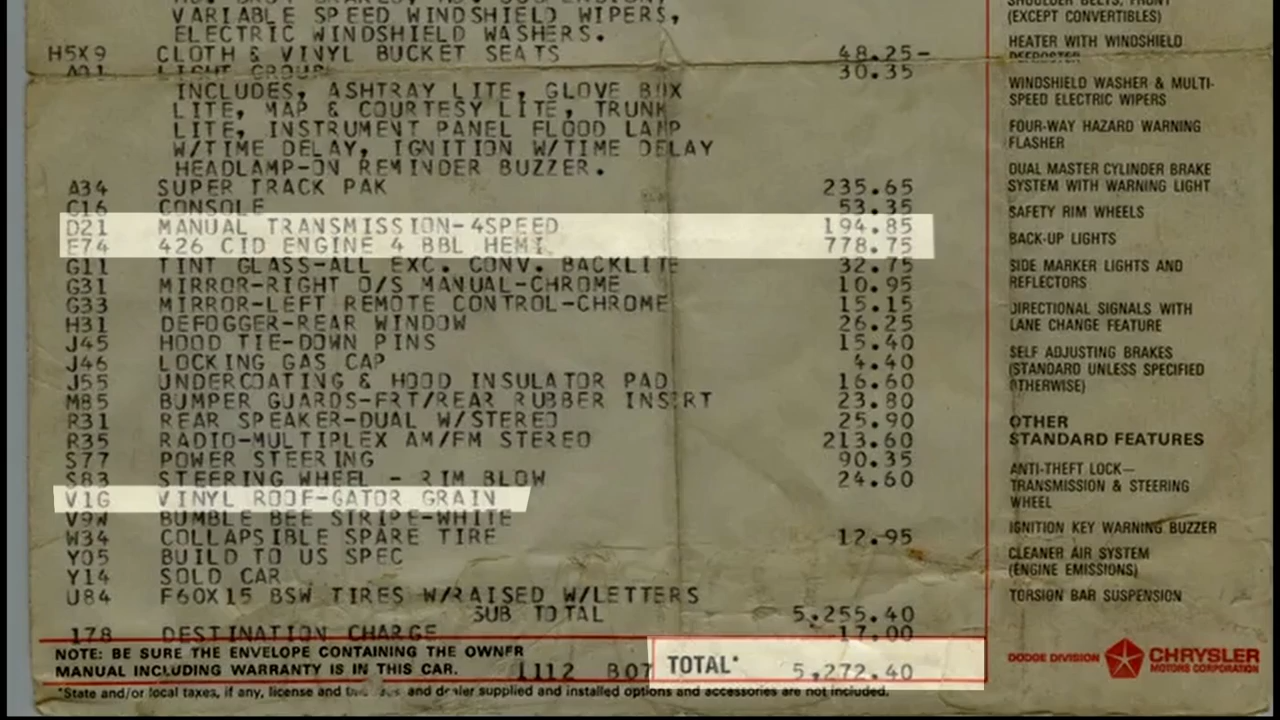 VARIABLE SPEED WINDSHIELD WIPERS,
ELECTRIC WINDSHIELD WASHERS.
H5X9 CLOTH & VINYL BUCKET SEATS 48.25-
A01 LIGHT GROUP 30.35
INCLUDES, ASHTRAY LITE, GLOVE BOX
LITE, MAP & COURTESY LITE, TRUNK
LITE, INSTRUMENT PANEL FLOOD LAMP
W/TIME DELAY, IGNITION W/TIME DELAY
HEADLAMP-ON REMINDER BUZZER.
A34 SUPER TRACK PAK 235.65
C16 CONSOLE 53.35
D21 MANUAL TRANSMISSION-4SPEED 194.85
E74 426 CID ENGINE 4 BBL HEMI 778.75
G11 TINT GLASS-ALL EXC. CONV. BACKLITE 32.75
G31 MIRROR-RIGHT O/S MANUAL-CHROME 10.95
G33 MIRROR-LEFT REMOTE CONTROL-CHROME 15.15
H31 DEFOGGER-REAR WINDOW 26.25
J45 HOOD TIE-DOWN PINS 15.40
J46 LOCKING GAS CAP 4.40
J55 UNDERCOATING & HOOD INSULATOR PAD 16.60
M85 BUMPER GUARDS-FRT/REAR RUBBER INSERT 23.80
R31 REAR SPEAKER-DUAL W/STEREO 25.90
R35 RADIO-MULTIPLEX AM/FM STEREO 213.60
S77 POWER STEERING 90.35
S83 STEERING WHEEL - RIM BLOW 24.60
V1G VINYL ROOF-GATOR GRAIN
V9W BUMBLE BEE STRIPE-WHITE
W34 COLLAPSIBLE SPARE TIRE 12.95
Y05 BUILD TO US SPEC
Y14 SOLD CAR
U84 F60X15 BSW TIRES W/RAISED W/LETTERS
SUB TOTAL 5,255.40
178 DESTINATION CHARGE 17.00
NOTE: BE SURE THE ENVELOPE CONTAINING THE OWNER
MANUAL INCLUDING WARRANTY IS IN THIS CAR. 1112 B07 TOTAL* 5,272.40
*State and/or local taxes, if any, license and and dealer supplied and installed options and accessories are not included.
SHOULDER BELTS, FRONT
(EXCEPT CONVERTIBLES)
HEATER WITH WINDSHIELD
DEFROSTER
WINDSHIELD WASHER & MULTI-
SPEED ELECTRIC WIPERS
FOUR-WAY HAZARD WARNING
FLASHER
DUAL MASTER CYLINDER BRAKE
SYSTEM WITH WARNING LIGHT
SAFETY RIM WHEELS
BACK-UP LIGHTS
SIDE MARKER LIGHTS AND
REFLECTORS
DIRECTIONAL SIGNALS WITH
LANE CHANGE FEATURE
SELF ADJUSTING BRAKES
(STANDARD UNLESS SPECIFIED
OTHERWISE)
OTHER
STANDARD FEATURES
ANTI-THEFT LOCK—
TRANSMISSION & STEERING
WHEEL
IGNITION KEY WARNING BUZZER
CLEANER AIR SYSTEM
(ENGINE EMISSIONS)
TORSION BAR SUSPENSION
DODGE DIVISION CHRYSLER
MOTORS CORPORATION